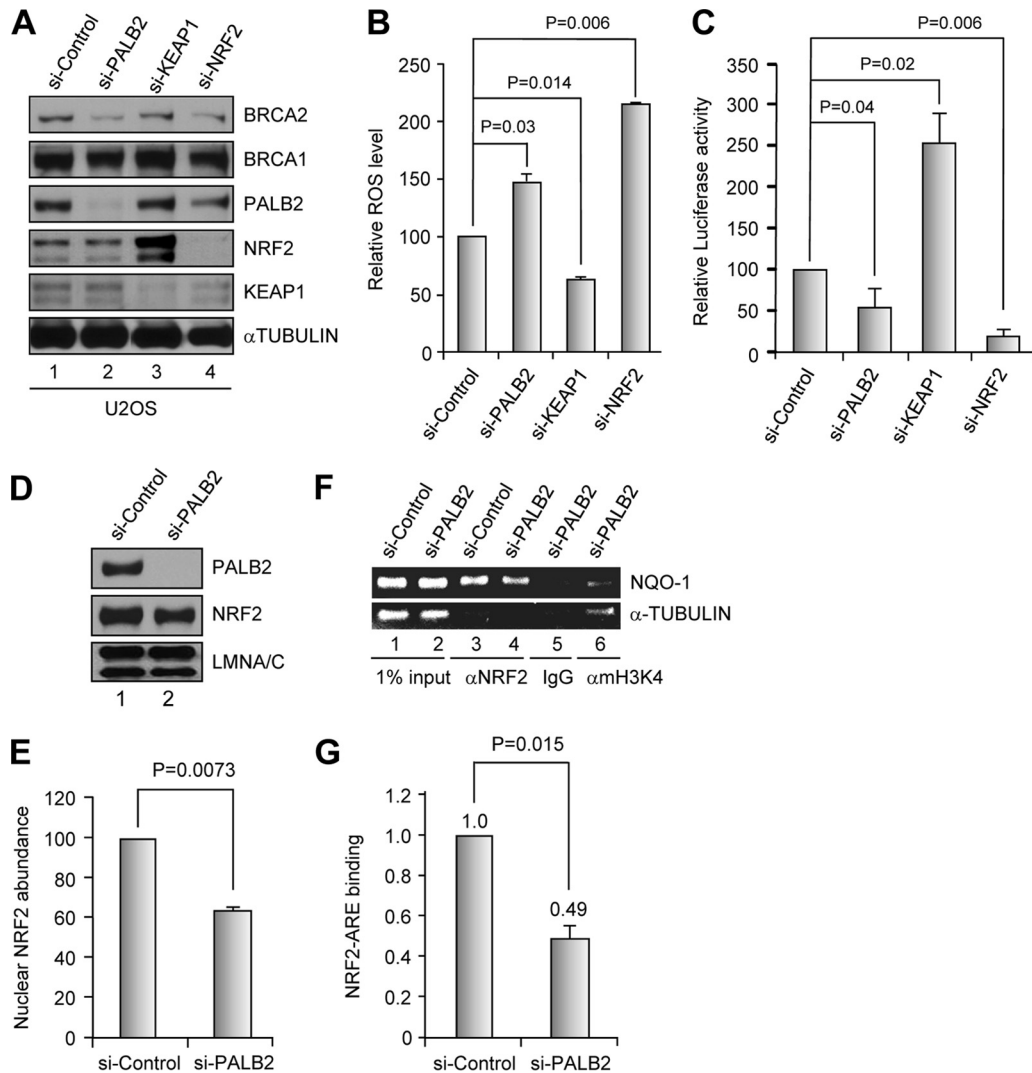 A
si-Control
si-PALB2
si-KEAP1
si-NRF2
BRCA2
BRCA1
PALB2
NRF2
KEAP1
αTUBULIN
1 2 3 4
U2OS
B
P=0.006
P=0.014
P=0.03
Relative ROS level
250
200
150
100
50
0
si-Control
si-PALB2
si-KEAP1
si-NRF2
C
P=0.006
P=0.02
P=0.04
Relative Luciferase activity
350
300
250
200
150
100
50
0
si-Control
si-PALB2
si-KEAP1
si-NRF2
D
si-Control
si-PALB2
PALB2
NRF2
LMNA/C
1 2
F
si-Control
si-PALB2
si-Control
si-PALB2
si-PALB2
si-PALB2
NQO-1
α-TUBULIN
1 2 3 4 5 6
1% input αNRF2 IgG αmH3K4
E
P=0.0073
Nuclear NRF2 abundance
120
100
80
60
40
20
0
si-Control si-PALB2
G
P=0.015
NRF2-ARE binding
1.2
1.0
0.8
0.6
0.4
0.2
0
1.0
0.49
si-Control si-PALB2